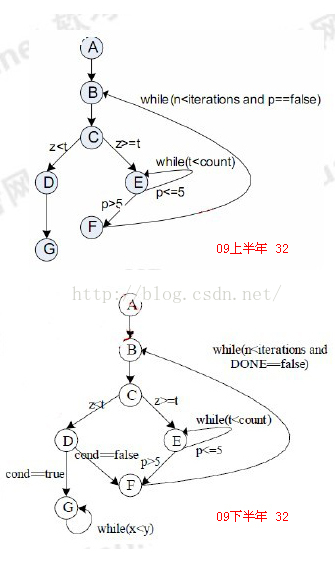 A
B
while(n<iterations and p==false)
C
z<t
z>=t
while(t<count)
D
E
p>5
p<=5
F
G
09上半年 32
http://blog.csdn.net/
A
B
while(n<iterations and
DONE==false)
C
z<t
z>=t
while(t<count)
D
E
cond==false
p>5
p<=5
cond==true
F
G
09下半年 32
while(x<y)